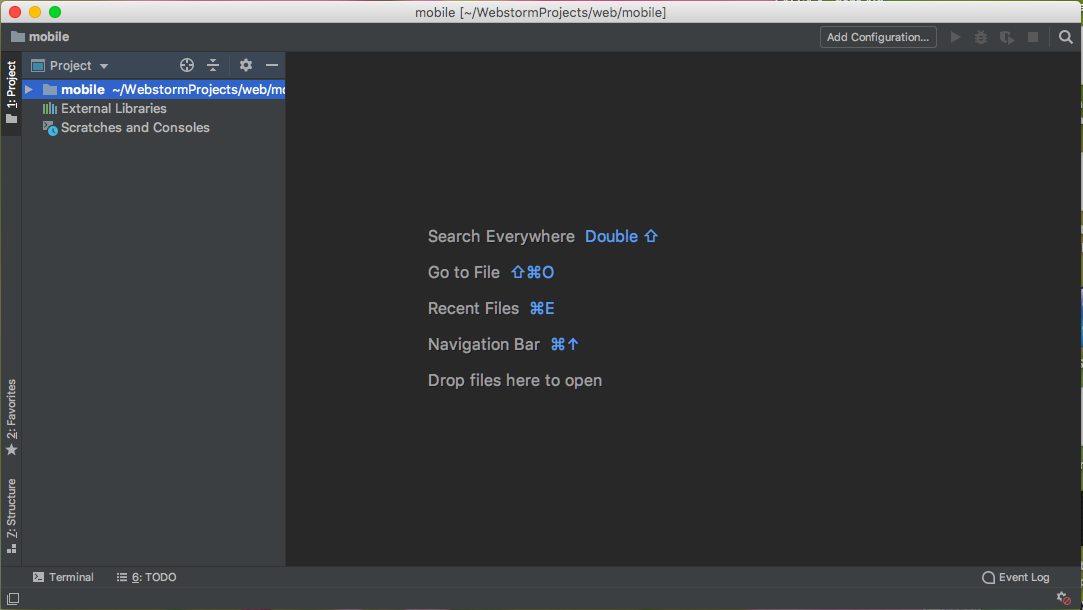 mobile [~/WebstormProjects/web/mobile]
mobile
Add Configuration...
1: Project
Project
mobile ~/WebstormProjects/web/mo
External Libraries
Scratches and Consoles
Search Everywhere Double ⇧
Go to File ⇧⌘O
Recent Files ⌘E
Navigation Bar ⌘↑
Drop files here to open
2: Favorites
Z: Structure
Terminal
6: TODO
Event Log